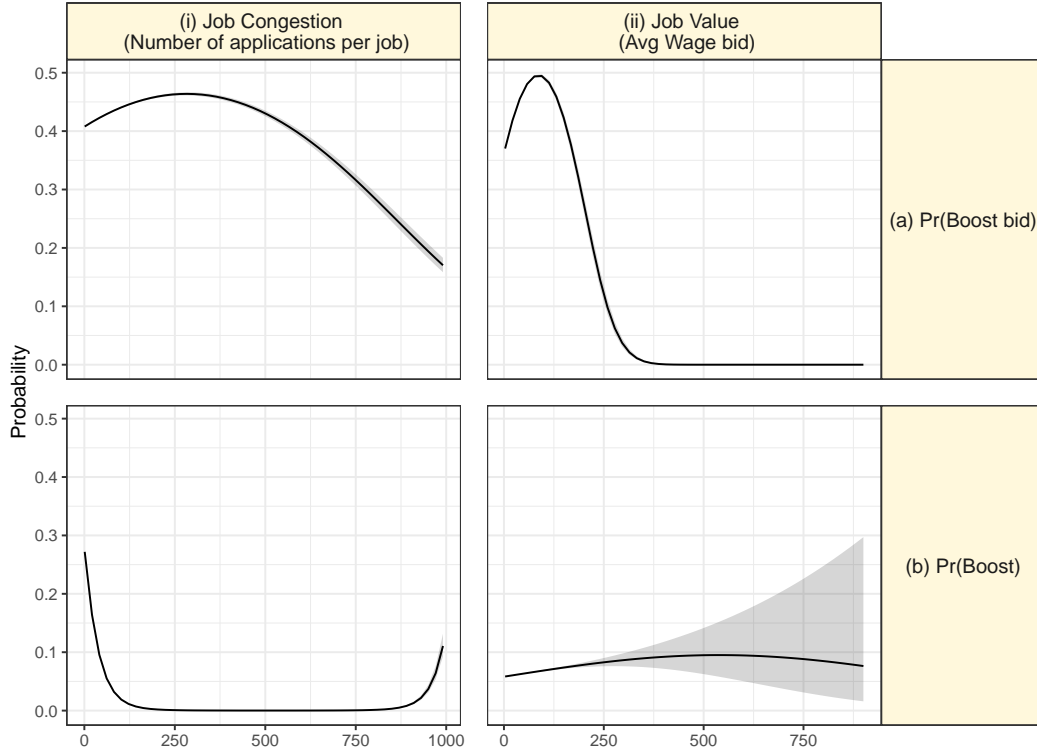 (i) Job Congestion
(Number of applications per job)
(ii) Job Value
(Avg Wage bid)
0.5
0.4
0.3
0.2
0.1
0.0
(a) Pr(Boost bid)
Probability
0.5
0.4
0.3
0.2
0.1
0.0
(b) Pr(Boost)
0 250 500 750 1000
0 250 500 750